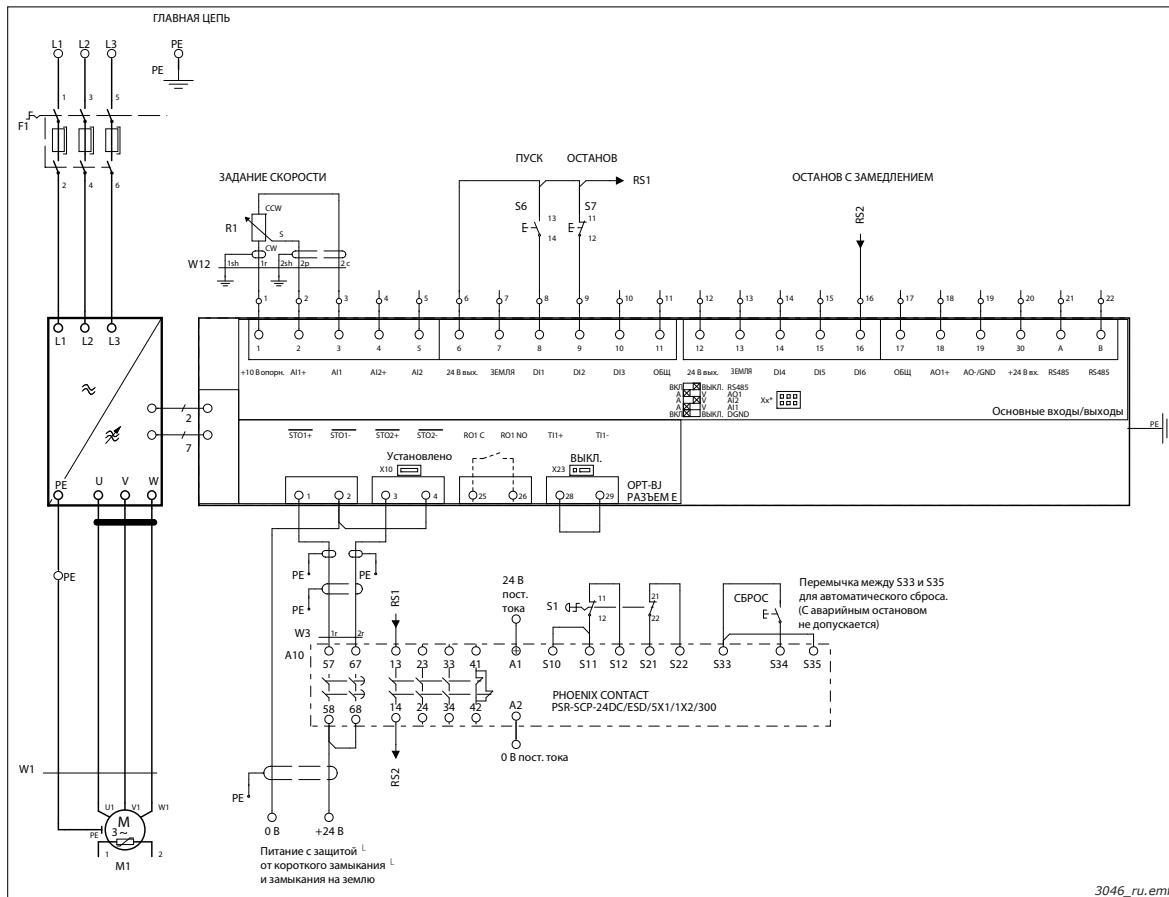 ГЛАВНАЯ ЦЕПЬ
L1 L2 L3 PE
PE
1 3 5
F1
2 4 6
ПУСК ОСТАНОВ
RS1
ЗАДАНИЕ СКОРОСТИ
ОСТАНОВ С ЗАМЕДЛЕНИЕМ
CCW
R1
S
CW
S6 13 14
E
S7 11 12
E
RS2
W12 1sh 1r 2sh 2p 2 c
1 2 3 4 5 6 7 8 9 10 11 12 13 14 15 16 17 18 19 20 21 22
L1 L2 L3
1 2 3 4 5 6 7 8 9 10 11 12 13 14 15 16 17 18 19 30 A B
+10 В опорн. AI1+ AI1 AI2+ AI2 24 В вых. ЗЕМЛЯ DI1 DI2 DI3 ОБЩ 24 В вых. ЗЕМЛЯ DI4 DI5 DI6 ОБЩ AO1+ AO-/GND +24 В вх. RS485 RS485
ВКЛ ВЫКЛ. RS485
A V AO1
A V AI2
A V AI1
ВКЛ ВЫКЛ. DGND
Xx*
Основные входы/выходы
2
7
PE
STO1+ STO1- STO2+ STO2- RO1 C RO1 NO TI1+ TI1-
Установлено
X10
ВЫКЛ.
X23
OPT-BJ
РАЗЪЕМ E
1 2 3 4 25 26 28 29
PE U V W
PE
PE PE
PE
RS1
24 В
пост.
тока
S1
11
12
21
22
СБРОС
E
Перемычка между S33 и S35
для автоматического сброса.
(С аварийным остановом
не допускается)
W3 1r 2r
A10
57 67 13 23 33 41 A1 S10 S11 S12 S21 S22 S33 S34 S35
58 68 14 24 34 42 A2
PHOENIX CONTACT
PSR-SCP-24DC/ESD/5X1/1X2/300
RS2
0 В пост. тока
PE
W1
0 В +24 В
U1 V1 W1
M
3 ~
PE
1 2
M1
Питание с защитой L
от короткого замыкания L
и замыкания на землю
3046_ru.emf